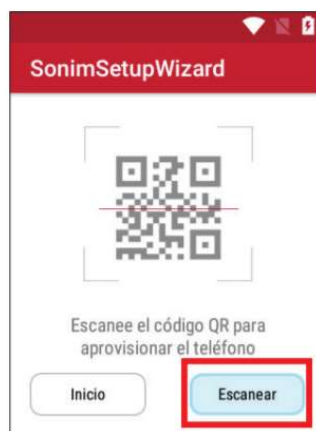 SonimSetupWizard
Escanee el código QR para
aprovisionar el teléfono
Inicio
Escanear